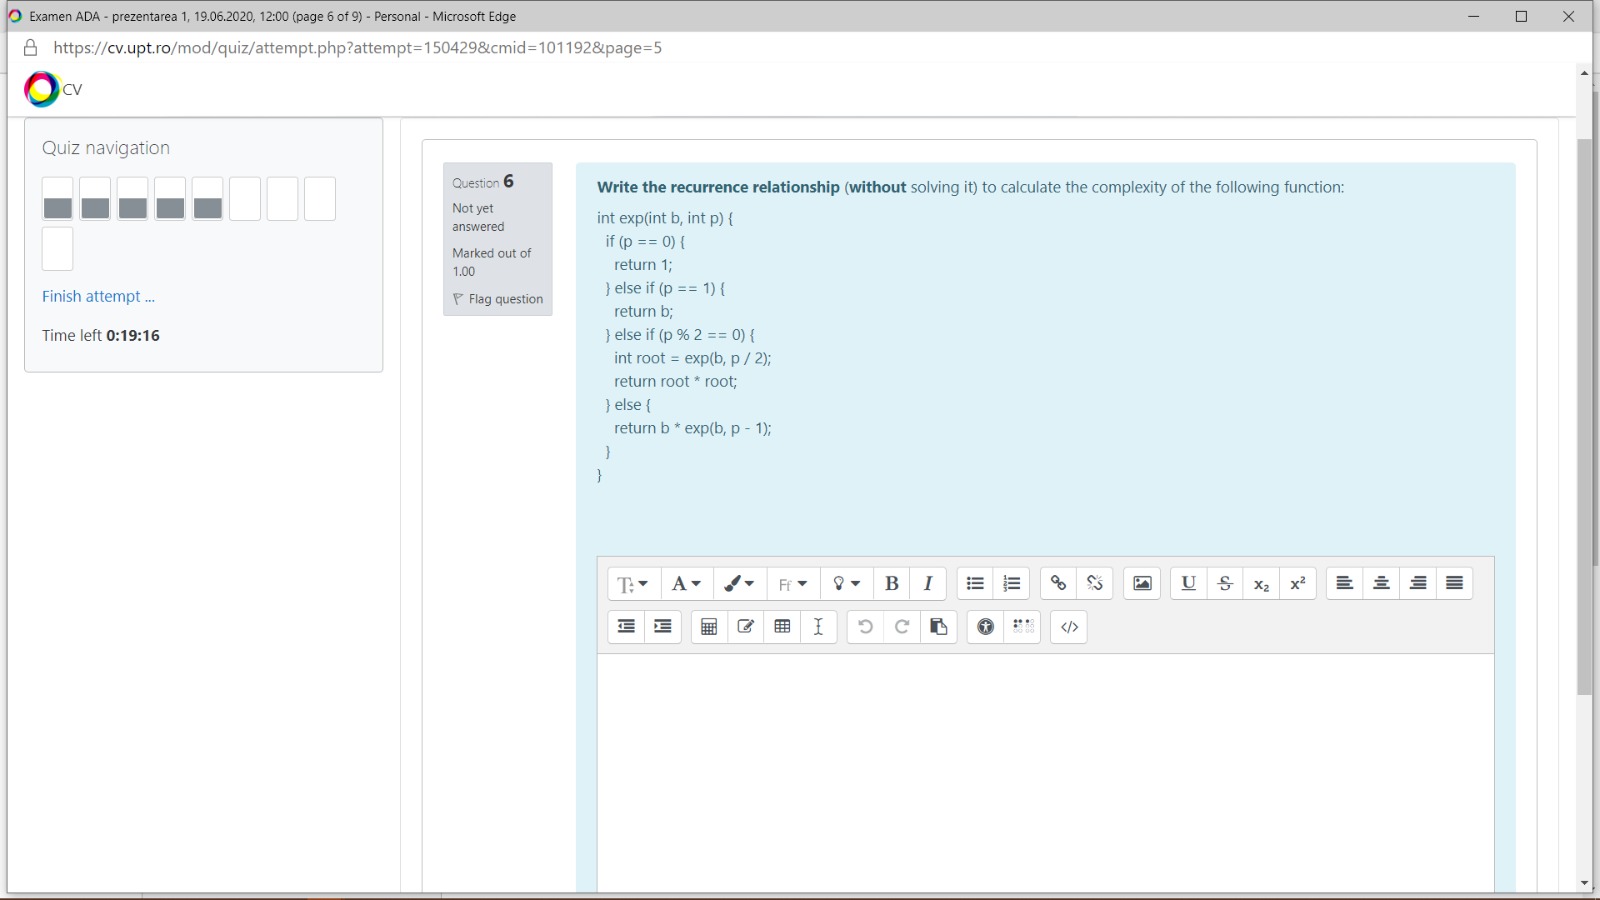 Examen ADA - prezentarea 1, 19.06.2020, 12:00 (page 6 of 9) - Personal - Microsoft Edge
https://cv.upt.ro/mod/quiz/attempt.php?attempt=150429&cmid=101192&page=5
CV
Quiz navigation
Finish attempt ...
Time left 0:19:16
Question 6
Not yet
answered
Marked out of
1.00
Flag question
Write the recurrence relationship (without solving it) to calculate the complexity of the following function:
int exp(int b, int p) {
if (p == 0) {
return 1;
} else if (p == 1) {
return b;
} else if (p % 2 == 0) {
int root = exp(b, p / 2);
return root * root;
} else {
return b * exp(b, p - 1);
}
}